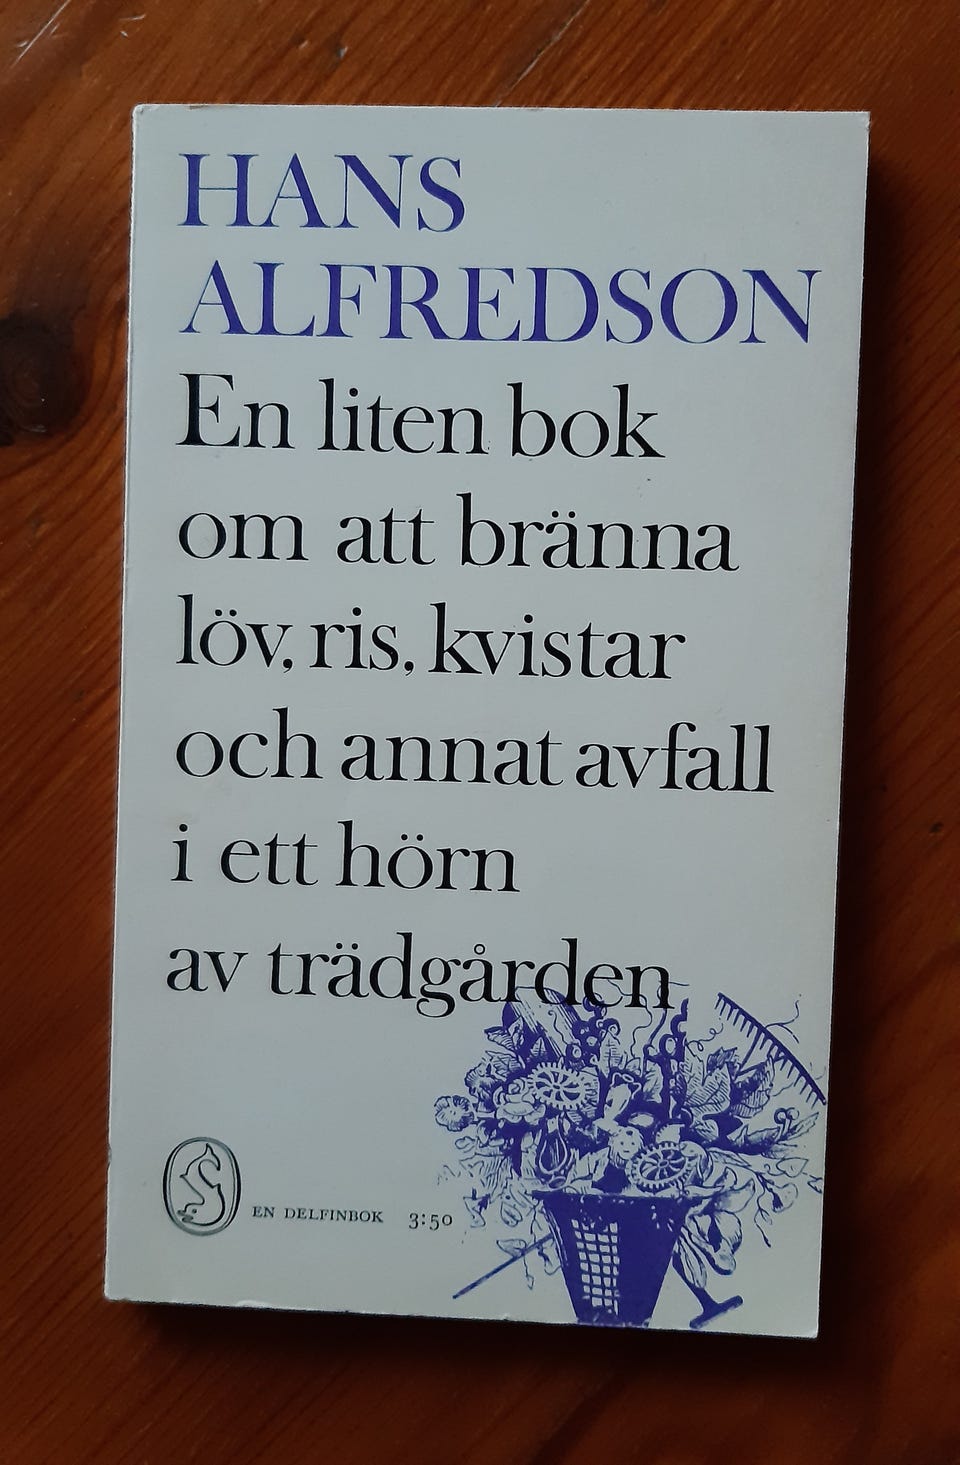 HANS
ALFREDSON
En liten bok
om att bränna
löv, ris, kvistar
och annat avfall
i ett hörn
av trädgården
EN DELFINBOK 3:50